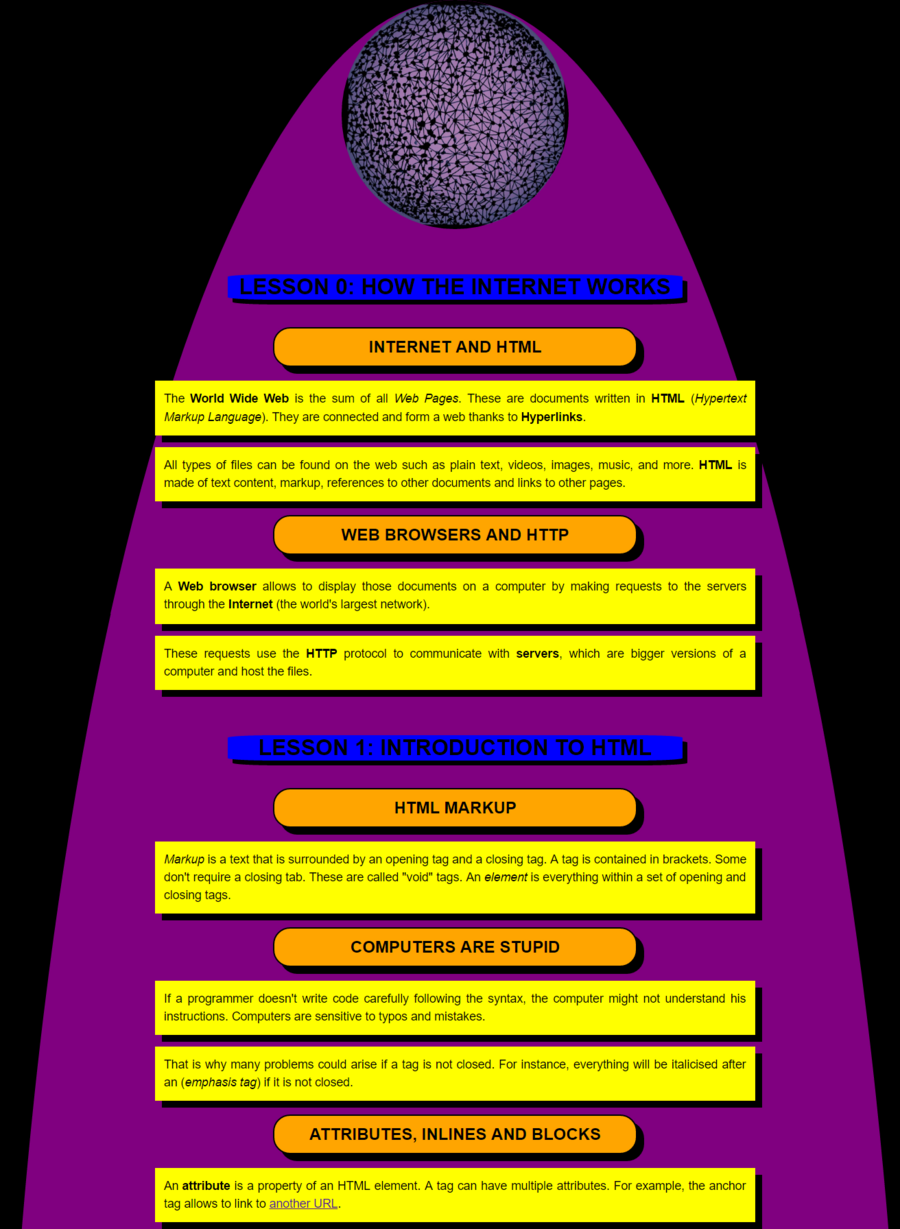 LESSON 0: HOW THE INTERNET WORKS
INTERNET AND HTML
The World Wide Web is the sum of all Web Pages. These are documents written in HTML (Hypertext
Markup Language). They are connected and form a web thanks to Hyperlinks.
All types of files can be found on the web such as plain text, videos, images, music, and more. HTML is
made of text content, markup, references to other documents and links to other pages.
WEB BROWSERS AND HTTP
A Web browser allows to display those documents on a computer by making requests to the servers
through the Internet (the world's largest network).
These requests use the HTTP protocol to communicate with servers, which are bigger versions of a
computer and host the files.
LESSON 1: INTRODUCTION TO HTML
HTML MARKUP
Markup is a text that is surrounded by an opening tag and a closing tag. A tag is contained in brackets. Some
don't require a closing tab. These are called "void" tags. An element is everything within a set of opening and
closing tags.
COMPUTERS ARE STUPID
If a programmer doesn't write code carefully following the syntax, the computer might not understand his
instructions. Computers are sensitive to typos and mistakes.
That is why many problems could arise if a tag is not closed. For instance, everything will be italicised after
an (emphasis tag) if it is not closed.
ATTRIBUTES, INLINES AND BLOCKS
An attribute is a property of an HTML element. A tag can have multiple attributes. For example, the anchor
tag allows to link to another URL.